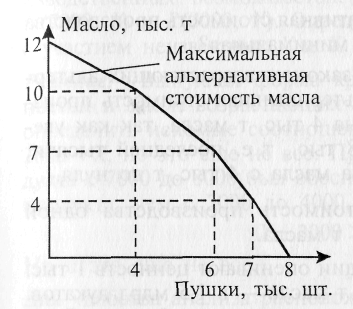 Масло, тыс. т
12
Максимальная
альтернативная
стоимость масла
10
7
4
4
6
7
8
Пушки, тыс. шт.